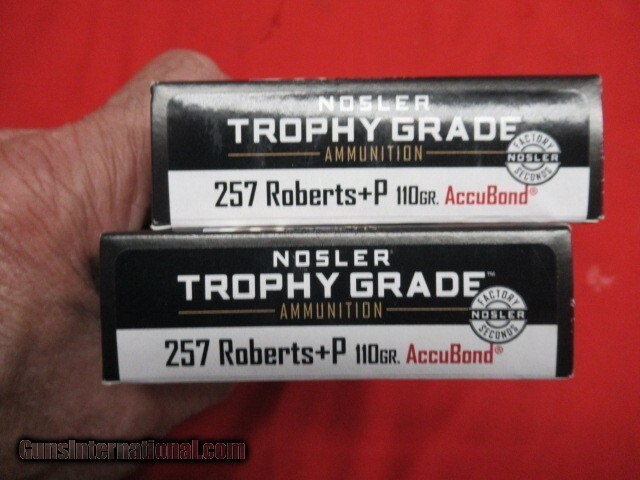 NOSLER
TROPHY GRADE
AMMUNITION
FACTORY
NOSLER
SECONDS
257 Roberts+P 110GR. AccuBond®
NOSLER
TROPHY GRADE™
AMMUNITION
FACTORY
NOSLER
SECONDS
257 Roberts+P 110GR. AccuBond®
GunsInternational.com